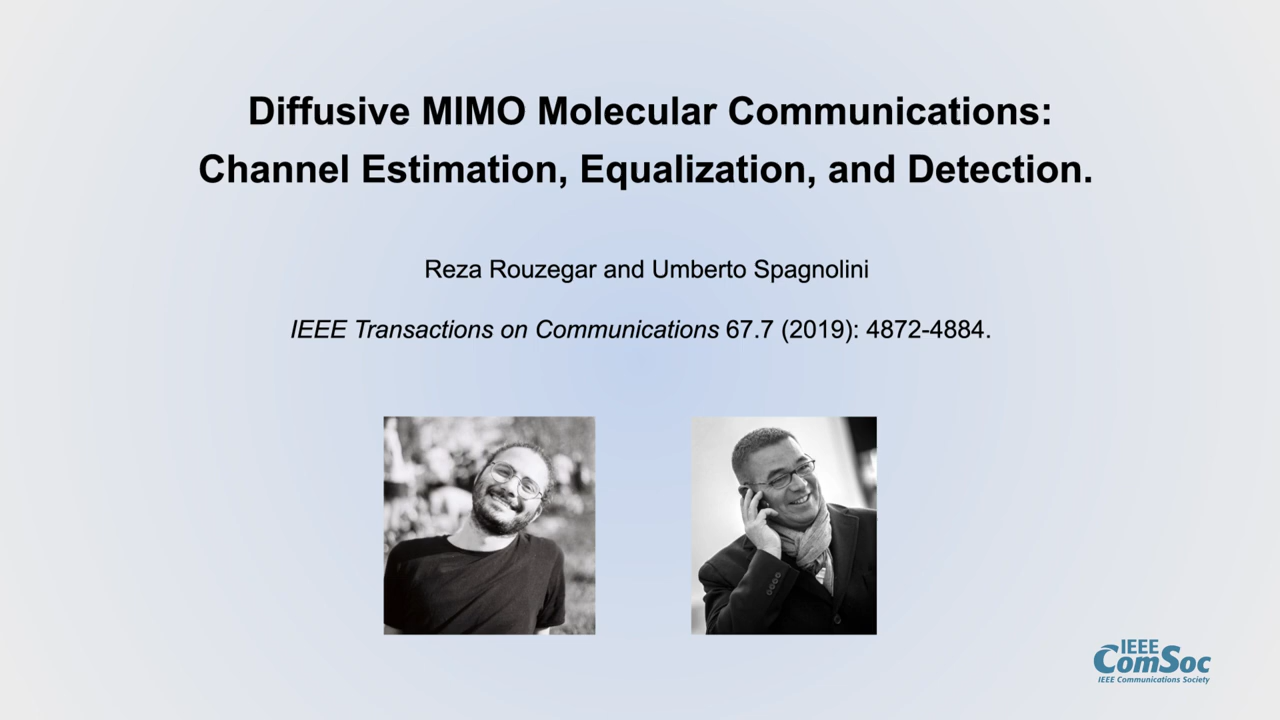 Diffusive MIMO Molecular Communications:
Channel Estimation, Equalization, and Detection.
Reza Rouzegar and Umberto Spagnolini
IEEE Transactions on Communications 67.7 (2019): 4872-4884.
IEEE
ComSoc
IEEE Communications Society